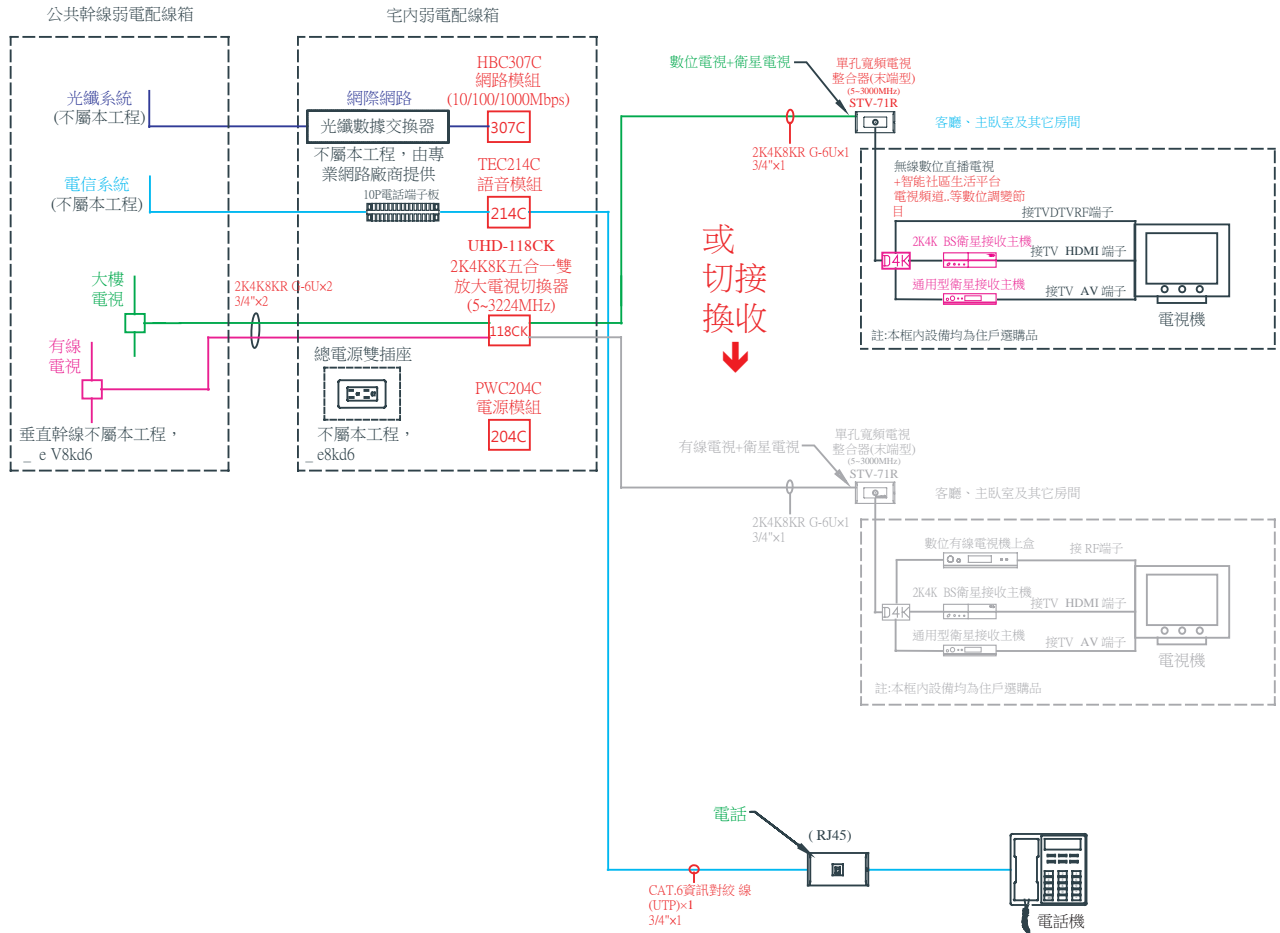 公共幹線弱電配線箱
宅內弱電配線箱
光纖系統
(不屬本工程)
電信系統
(不屬本工程)
大樓
電視
有線
電視
垂直幹線不屬本工程，
_ e V8kd6
2K4K8KR G-6U×2
3/4"×2
網際網路
光纖數據交換器
不屬本工程，由專
業網路廠商提供
10P電話端子板
HBC307C
網路模組
(10/100/1000Mbps)
307C
TEC214C
語音模組
214C
UHD-118CK
2K4K8K五合一雙
放大電視切換器
(5~3224MHz)
118CK
總電源雙插座
不屬本工程，
_ e8kd6
PWC204C
電源模組
204C
數位電視+衛星電視
單孔寬頻電視
整合器(末端型)
(5~3000MHz)
STV-71R
2K4K8KR G-6U×1
3/4"×1
客廳、主臥室及其它房間
無線數位直播電視
+智能社區生活平台
電視頻道..等數位調變節
目
接TVDTVRF端子
D4K
2K4K BS衛星接收主機
接TV HDMI 端子
通用型衛星接收主機
接TV AV 端子
電視機
註:本框內設備均為住戶選購品
或
切接
換收
有線電視+衛星電視
單孔寬頻電視
整合器(末端型)
(5~3000MHz)
STV-71R
2K4K8KR G-6U×1
3/4"×1
客廳、主臥室及其它房間
數位有線電視機上盒
接 RF端子
D4K
2K4K BS衛星接收主機
接TV HDMI 端子
通用型衛星接收主機
接TV AV 端子
電視機
註:本框內設備均為住戶選購品
電話
( RJ45)
CAT.6資訊對絞 線
(UTP)×1
3/4"×1
電話機